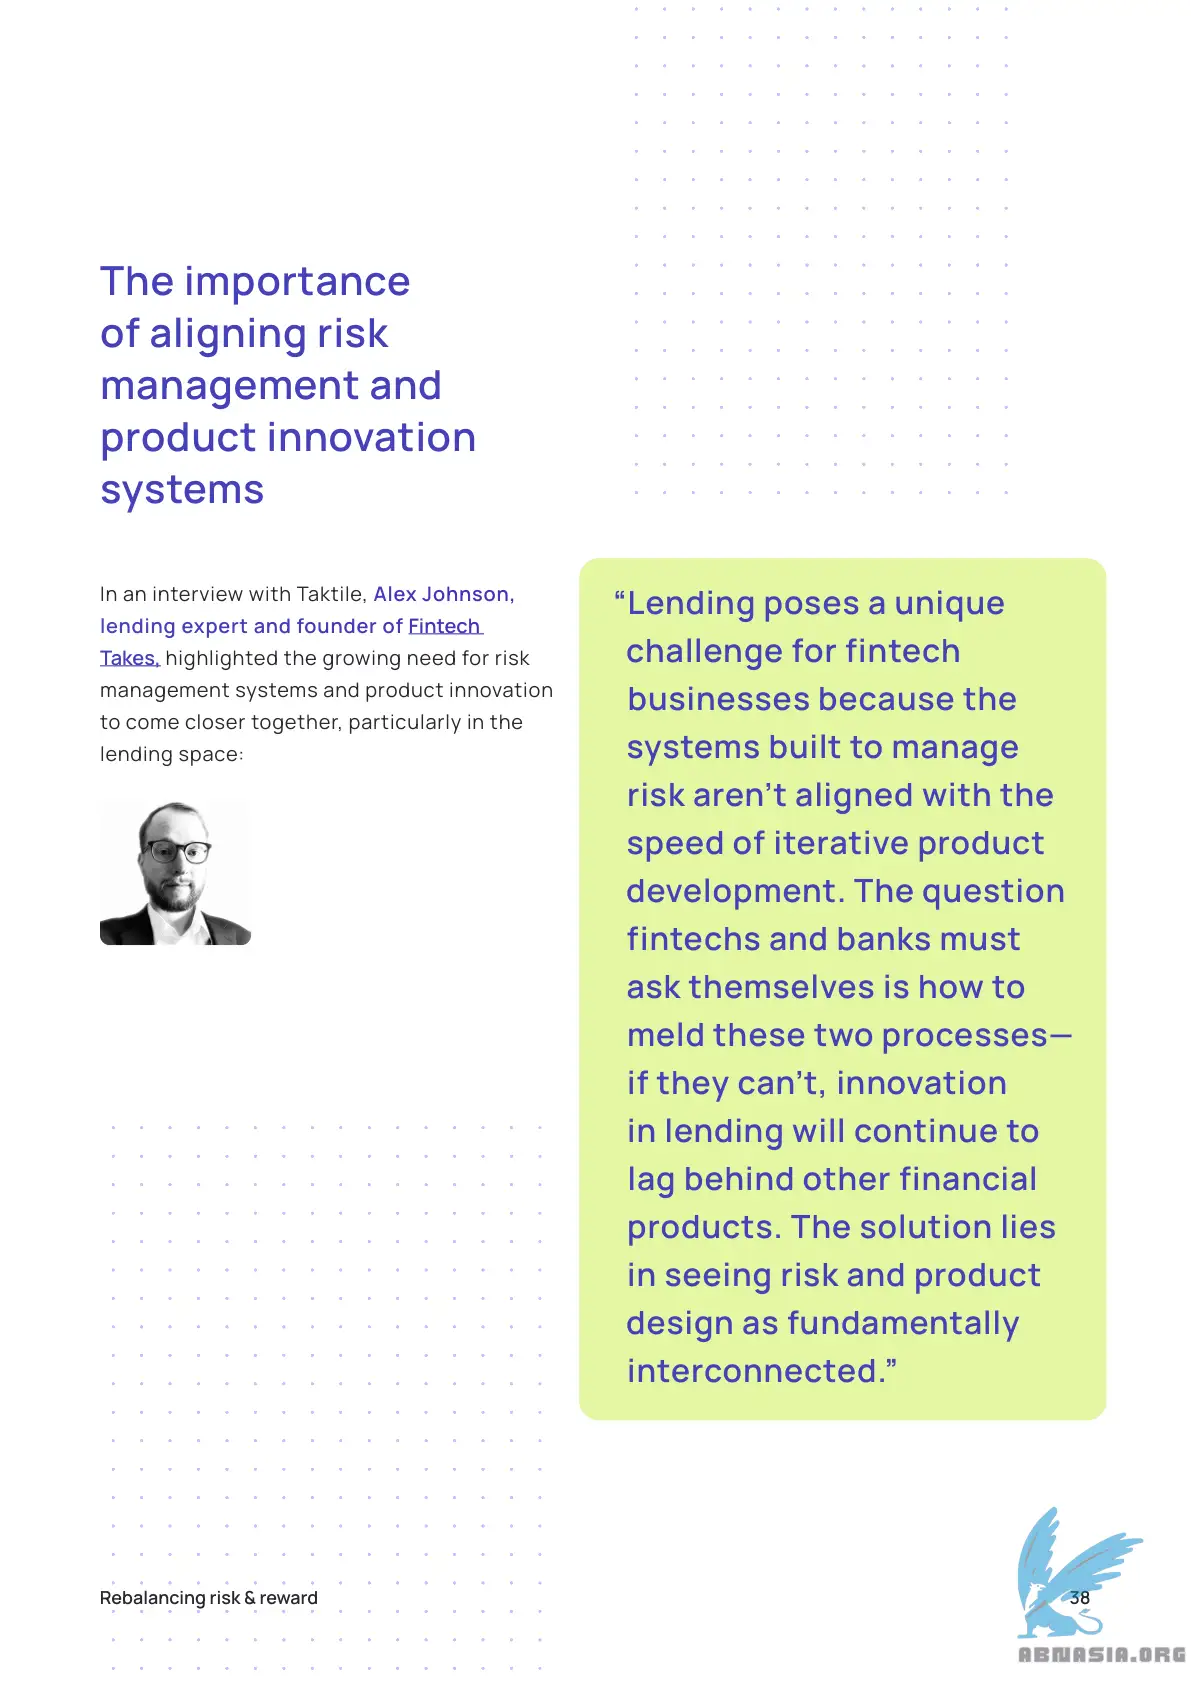 The importance
of aligning risk
management and
product innovation
systems
In an interview with Taktile, Alex Johnson,
lending expert and founder of Fintech
Takes, highlighted the growing need for risk
management systems and product innovation
to come closer together, particularly in the
lending space:
“Lending poses a unique
challenge for fintech
businesses because the
systems built to manage
risk aren’t aligned with the
speed of iterative product
development. The question
fintechs and banks must
ask themselves is how to
meld these two processes—
if they can’t, innovation
in lending will continue to
lag behind other financial
products. The solution lies
in seeing risk and product
design as fundamentally
interconnected.”
Rebalancing risk & reward
38
ABNASIA.ORG